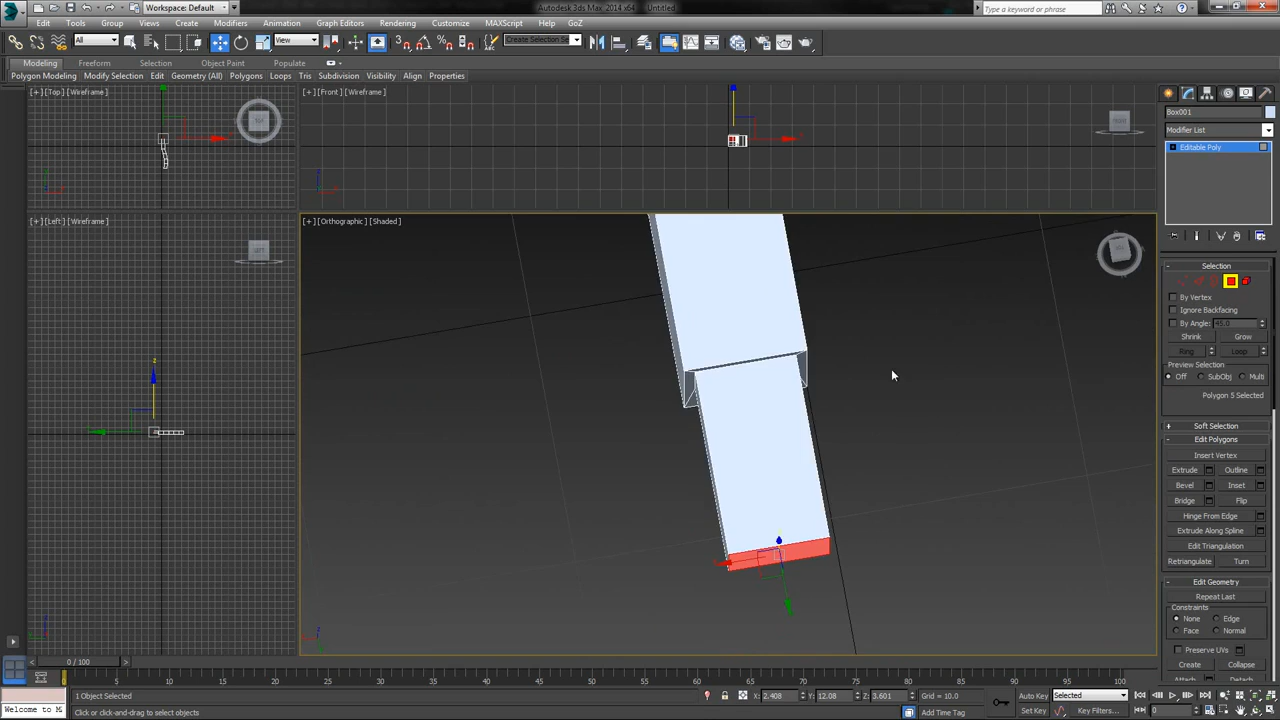 Workspace: Default
Autodesk 3ds Max 2014 x64
Untitled
Type a keyword or phrase
Edit Tools Group Views Create Modifiers Animation Graph Editors Rendering Customize MAXScript Help GoZ
All View Create Selection Se
Modeling Freeform Selection Object Paint Populate
Polygon Modeling Modify Selection Edit Geometry (All) Polygons Loops Tris Subdivision Visibility Align Properties
[+] [Top] [Wireframe]
[+] [Front] [Wireframe]
[+] [Left] [Wireframe]
[+] [Orthographic] [Shaded]
TOP
LEFT
Box001
Modifier List
Editable Poly
- Selection
By Vertex
Ignore Backfacing
By Angle: 45.0
Shrink Grow
Ring Loop
Preview Selection
Off SubObj Multi
Polygon 5 Selected
+ Soft Selection
- Edit Polygons
Insert Vertex
Extrude Outline
Bevel Inset
Bridge Flip
Hinge From Edge
Extrude Along Spline
Edit Triangulation
Retriangulate Turn
- Edit Geometry
Repeat Last
Constraints
None Edge
Face Normal
Preserve UVs
Create Collapse
Attach Detach
0 / 100
0 5 10 15 20 25 30 35 40 45 50 55 60 65 70 75 80 85 90 95 100
1 Object Selected X: 2.408 Y: 12.08 Z: 3.601 Grid = 10.0 Auto Key Selected
Welcome to M Click or click-and-drag to select objects Add Time Tag Set Key Key Filters... 0